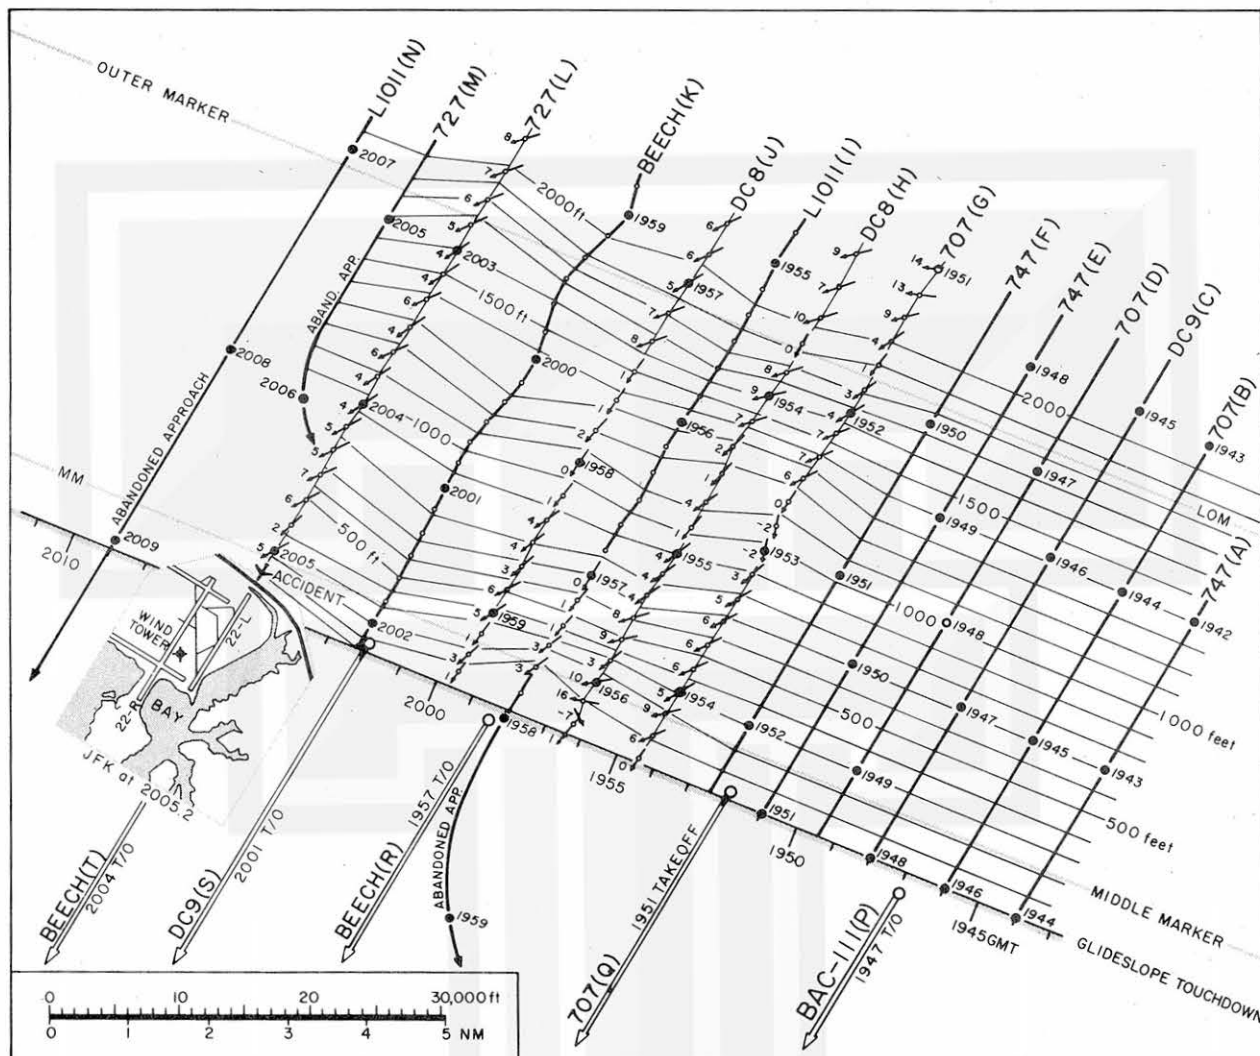 OUTER MARKER
L1011(N)
727(M)
727(L)
BEECH(K)
DC8(J)
L1011(I)
DC8(H)
707(G)
747(F)
747(E)
707(D)
DC9(C)
707(B)
747(A)
2007
2005
2003
2000 ft
1959
1957
1955
1951
1948
1945
1943
2008
2006
ABAND. APP.
1500 ft
2000
1954
1952
1950
1947
2000
LOM
ABANDONED APPROACH
2004
1000
1958
1956
1949
1946
1500
1944
1942
MM
2001
500 ft
1955
1953
1951
1000
1948
2009
2010
2005
ACCIDENT
1957
1959
2002
1950
1947
1945
1943
1000 feet
WIND
TOWER
22-L
22-R
BAY
JFK at 2005.2
2000
1958
1956
1954
1952
500
1949
500 feet
1955
1951
1950
1948
1946
1945GMT
1944
MIDDLE MARKER
GLIDESLOPE TOUCHDOWN
BEECH(T)
2004 T/O
DC9(S)
2001 T/O
BEECH(R)
1957 T/O
ABANDONED APP.
1959
707(Q)
1951 TAKEOFF
BAC-111(P)
1947 T/O
0 10 20 30,000 ft
0 1 2 3 4 5 NM